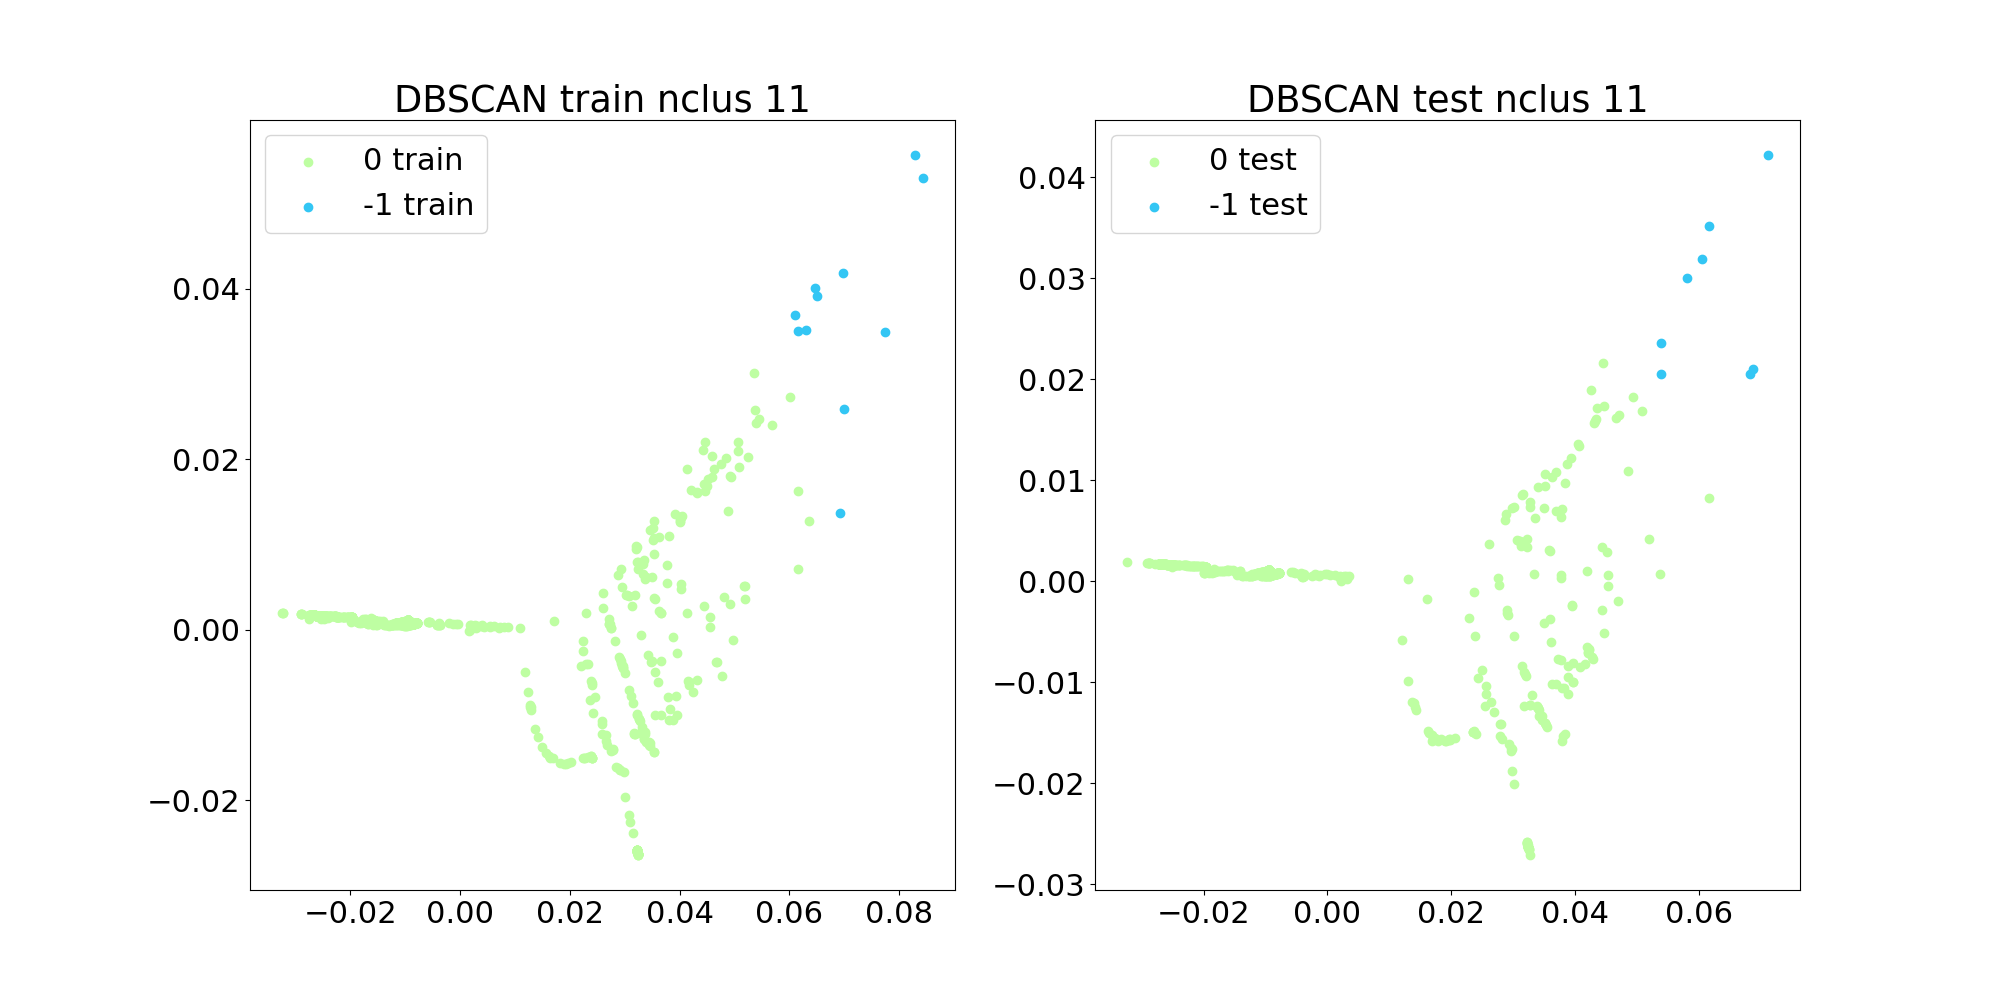 DBSCAN train nclus 11
0 train
-1 train
0.04
0.02
0.00
−0.02
−0.02 0.00 0.02 0.04 0.06 0.08
DBSCAN test nclus 11
0 test
-1 test
0.04
0.03
0.02
0.01
0.00
−0.01
−0.02
−0.03
−0.02 0.00 0.02 0.04 0.06